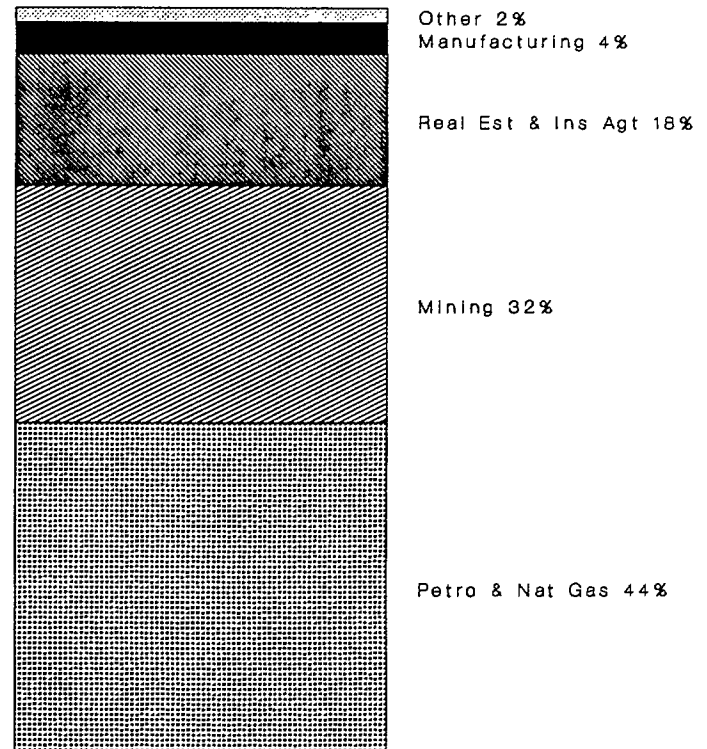 Other 2%
Manufacturing 4%
Real Est & Ins Agt 18%
Mining 32%
Petro & Nat Gas 44%